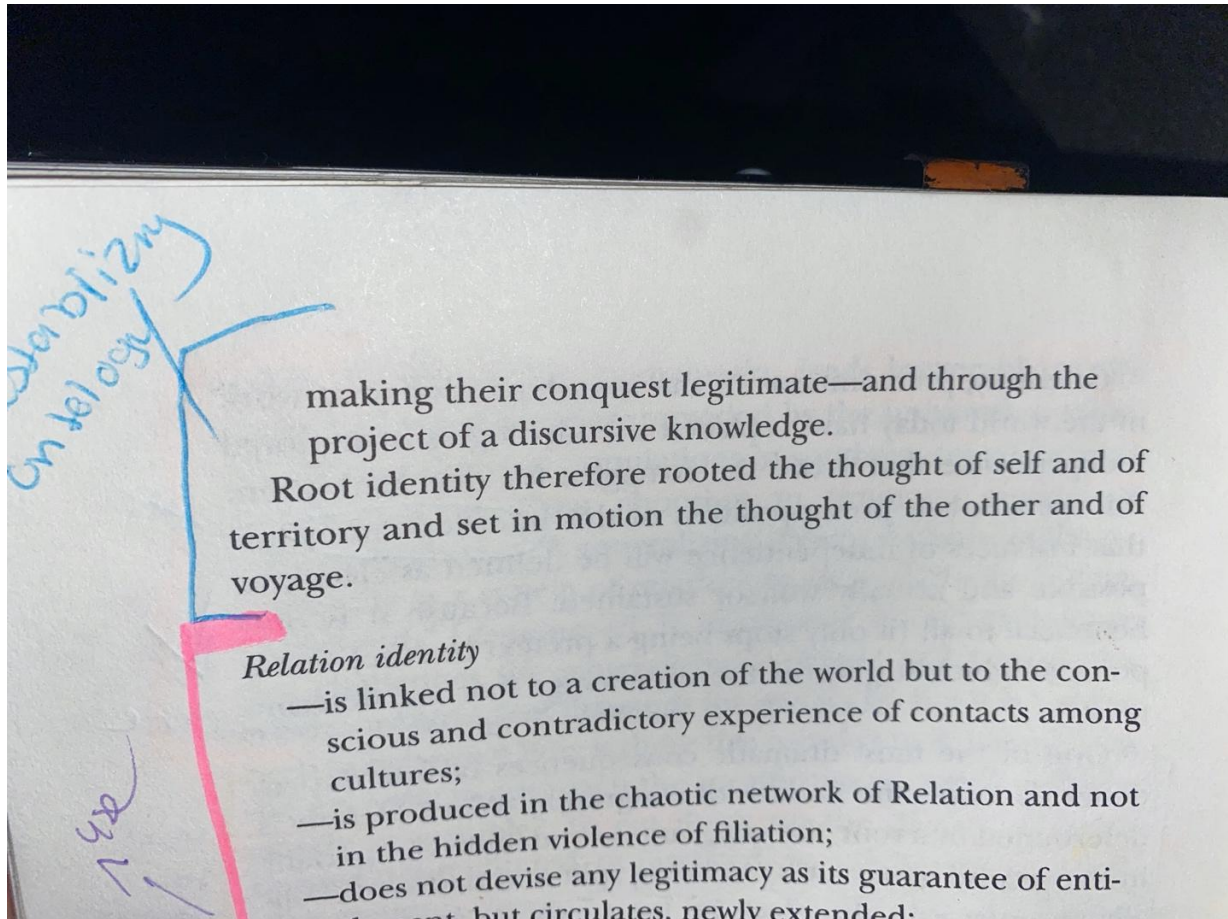 ontology
making their conquest legitimate—and through the
project of a discursive knowledge.
Root identity therefore rooted the thought of self and of
territory and set in motion the thought of the other and of
voyage.
Relation identity
—is linked not to a creation of the world but to the con-
scious and contradictory experience of contacts among
cultures;
—is produced in the chaotic network of Relation and not
in the hidden violence of filiation;
—does not devise any legitimacy as its guarantee of enti-
but circulates, newly extended;